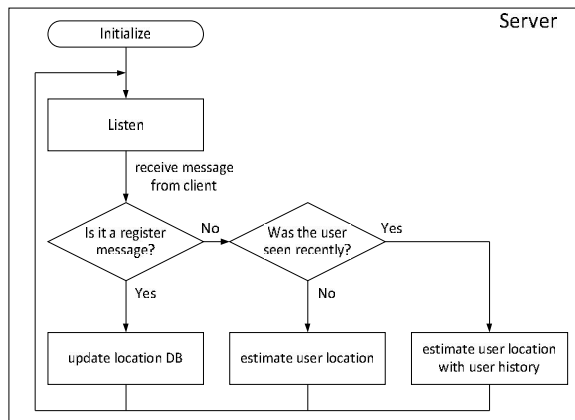 Server
Initialize
Listen
receive message
from client
Is it a register
message?
No
Was the user
seen recently?
Yes
Yes
No
update location DB
estimate user location
estimate user location
with user history